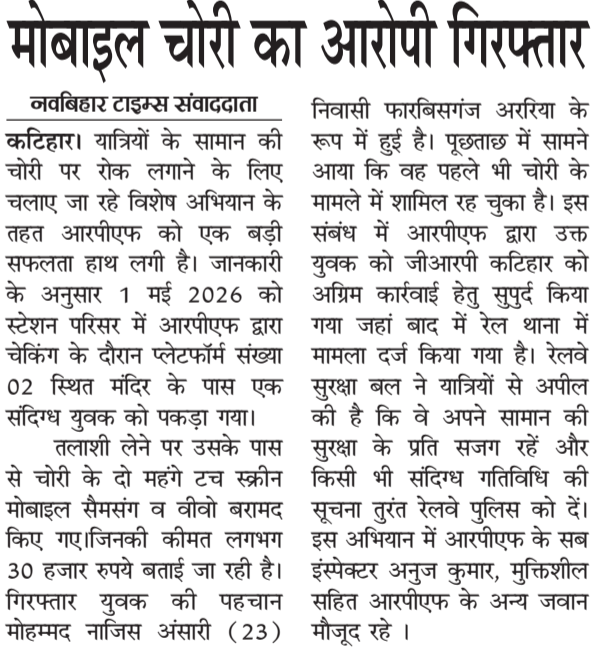 मोबाइल चोरी का आरोपी गिरफ्तार
नवबिहार टाइम्स संवाददाता
कटिहार। यात्रियों के सामान की
चोरी पर रोक लगाने के लिए
चलाए जा रहे विशेष अभियान के
तहत आरपीएफ को एक बड़ी
सफलता हाथ लगी है। जानकारी
के अनुसार 1 मई 2026 को
स्टेशन परिसर में आरपीएफ द्वारा
चेकिंग के दौरान प्लेटफॉर्म संख्या
02 स्थित मंदिर के पास एक
संदिग्ध युवक को पकड़ा गया।
तलाशी लेने पर उसके पास
से चोरी के दो महंगे टच स्क्रीन
मोबाइल सैमसंग व वीवो बरामद
किए गए।जिनकी कीमत लगभग
30 हजार रुपये बताई जा रही है।
गिरफ्तार युवक की पहचान
मोहम्मद नाजिस अंसारी (23)
निवासी फारबिसगंज अररिया के
रूप में हुई है। पूछताछ में सामने
आया कि वह पहले भी चोरी के
मामले में शामिल रह चुका है। इस
संबंध में आरपीएफ द्वारा उक्त
युवक को जीआरपी कटिहार को
अग्रिम कार्रवाई हेतु सुपुर्द किया
गया जहां बाद में रेल थाना में
मामला दर्ज किया गया है। रेलवे
सुरक्षा बल ने यात्रियों से अपील
की है कि वे अपने सामान की
सुरक्षा के प्रति सजग रहें और
किसी भी संदिग्ध गतिविधि की
सूचना तुरंत रेलवे पुलिस को दें।
इस अभियान में आरपीएफ के सब
इंस्पेक्टर अनुज कुमार, मुक्तिशील
सहित आरपीएफ के अन्य जवान
मौजूद रहे ।